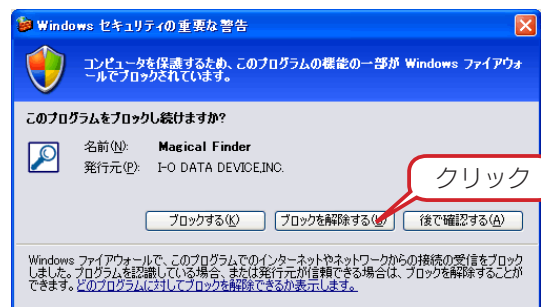 Windows セキュリティの重要な警告
コンピュータを保護するため、このプログラムの機能の一部が Windows ファイアウォ
ールでブロックされています。
このプログラムをブロックし続けますか?
名前(N): Magical Finder
発行元(P): I-O DATA DEVICE,INC.
クリック
ブロックする(K) ブロックを解除する(U) 後で確認する(A)
Windows ファイアウォールで、このプログラムでのインターネットやネットワークからの接続の受信をブロック
しました。プログラムを認識している場合、または発行元が信頼できる場合は、ブロックを解除することが
できます。どのプログラムに対してブロックを解除できるか表示します。